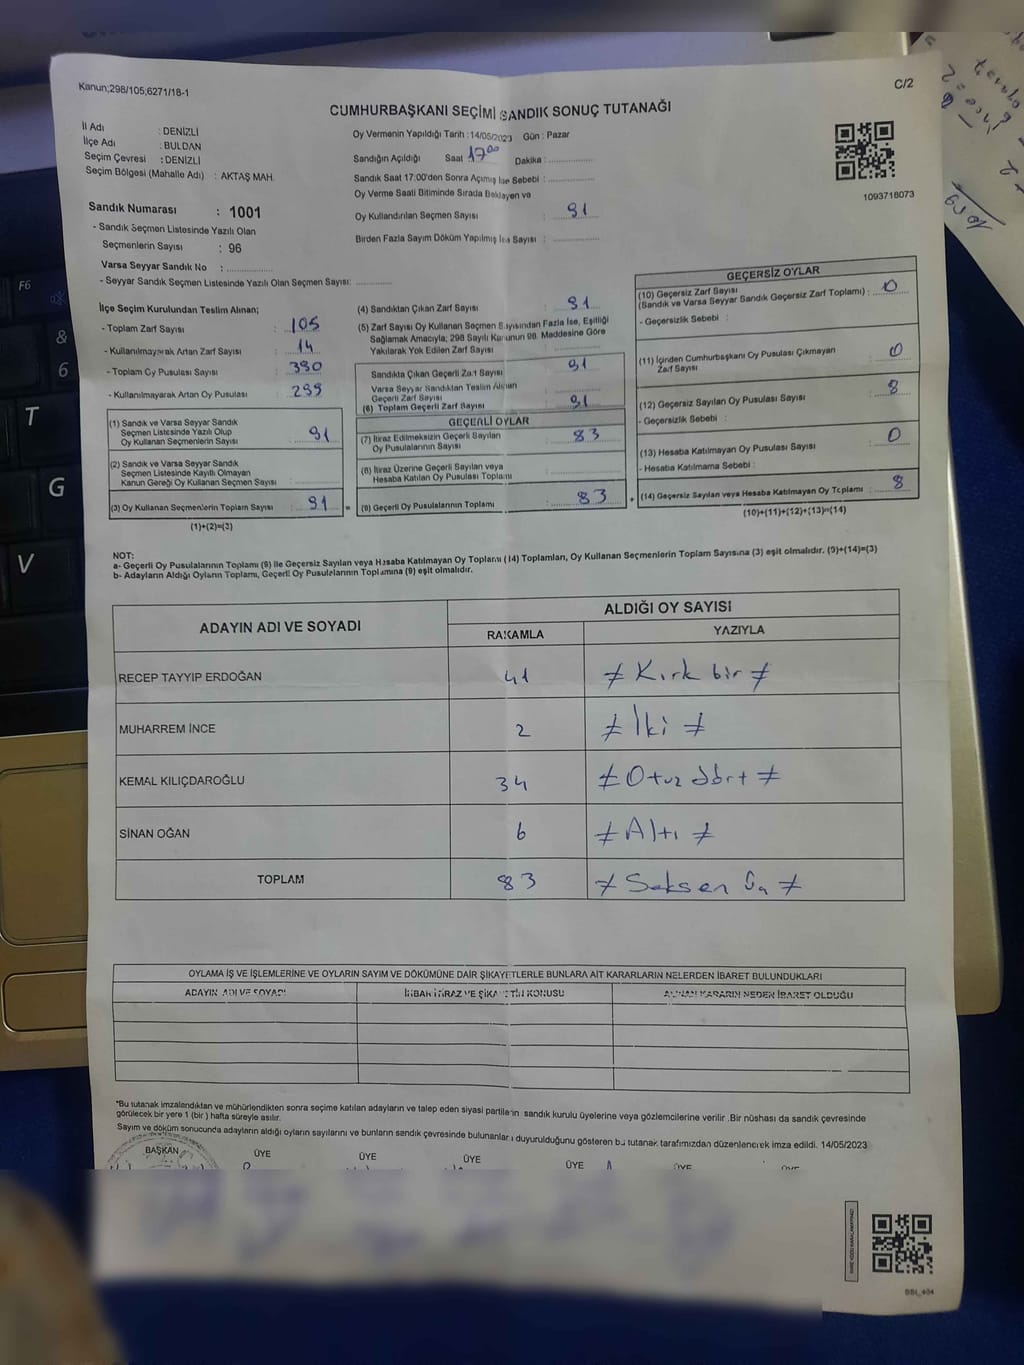 Kanun;298/105,6271/18-1
C/2
CUMHURBAŞKANI SEÇİMİ SANDIK SONUÇ TUTANAĞI
İl Adı : DENİZLİ
İlçe Adı : BULDAN
Seçim Çevresi : DENİZLİ
Seçim Bölgesi (Mahalle Adı) : AKTAŞ MAH.
Sandık Numarası : 1001
- Sandık Seçmen Listesinde Yazılı Olan
Seçmenlerin Sayısı : 96
Varsa Seyyar Sandık No :
- Seyyar Sandık Seçmen Listesinde Yazılı Olan Seçmen Sayısı:
Oy Vermenin Yapıldığı Tarih : 14/05/2023 Gün : Pazar
Sandığın Açıldığı Saat 17⁰⁰ Dakika :
Sandık Saat 17:00'den Sonra Açımış İse Sebebi :
Oy Verme Saati Bitiminde Sırada Bekleyen ve
Oy Kullandırılan Seçmen Sayısı : 91
Birden Fazla Sayım Döküm Yapılmış İse Sayısı :
1093718073
İlçe Seçim Kurulundan Teslim Alınan;
- Toplam Zarf Sayısı : 105
- Kullanılmayarak Artan Zarf Sayısı : 14
- Toplam Oy Pusulası Sayısı : 390
- Kullanılmayarak Artan Oy Pusulası : 299
(1) Sandık ve Varsa Seyyar Sandık
Seçmen Listesinde Yazılı Olup
Oy Kullanan Seçmenlerin Sayısı : 91
(2) Sandık ve Varsa Seyyar Sandık
Seçmen Listesinde Kayıtlı Olmayan
Kanun Gereği Oy Kullanan Seçmen Sayısı
(3) Oy Kullanan Seçmenlerin Toplam Sayısı : 91 =
(1)+(2)=(3)
(4) Sandıktan Çıkan Zarf Sayısı : 91
(5) Zarf Sayısı Oy Kullanan Seçmen Sayısından Fazla İse, Eşitliği
Sağlamak Amacıyla; 298 Sayılı Kanunun 98. Maddesine Göre
Yakılarak Yok Edilen Zarf Sayısı
Sandıkta Çıkan Geçerli Zarf Sayısı 91
Varsa Seyyar Sandıktan Teslim Alınan
Geçerli Zarf Sayısı
(6) Toplam Geçerli Zarf Sayısı 91
GEÇERLİ OYLAR
(7) İtiraz Edilmeksizin Geçerli Sayılan
Oy Pusulalarının Sayısı : 83
(8) İtiraz Üzerine Geçerli Sayılan veya
Hesaba Katılan Oy Pusulası Toplamı
(9) Geçerli Oy Pusulalarının Toplamı : 83 +
GEÇERSİZ OYLAR
(10) Geçersiz Zarf Sayısı
(Sandık ve Varsa Seyyar Sandık Geçersiz Zarf Toplamı) : 0
- Geçersizlik Sebebi :
(11) İçinden Cumhurbaşkanı Oy Pusulası Çıkmayan
Zarf Sayısı 0
(12) Geçersiz Sayılan Oy Pusulası Sayısı 8
- Geçersizlik Sebebi :
(13) Hesaba Katılmayan Oy Pusulası Sayısı 0
- Hesaba Katılmama Sebebi :
(14) Geçersiz Sayılan veya Hesaba Katılmayan Oy Toplamı : 8
(10)+(11)+(12)+(13)=(14)
NOT:
a- Geçerli Oy Pusulalarının Toplamı (9) ile Geçersiz Sayılan veya Hesaba Katılmayan Oy Toplamı (14) Toplamları, Oy Kullanan Seçmenlerin Toplam Sayısına (3) eşit olmalıdır. (9)+(14)=(3)
b- Adayların Aldığı Oyların Toplamı, Geçerli Oy Pusulalarının Toplamına (9) eşit olmalıdır.
ADAYIN ADI VE SOYADI
ALDIĞI OY SAYISI
RAKAMLA YAZIYLA
RECEP TAYYIP ERDOĞAN 41 ≠ Kırk bir ≠
MUHARREM İNCE 2 ≠ İki ≠
KEMAL KILIÇDAROĞLU 34 ≠ Otuz dört ≠
SİNAN OĞAN 6 ≠ Altı ≠
TOPLAM 83 ≠ Seksen üç ≠
OYLAMA İŞ VE İŞLEMLERİNE VE OYLARIN SAYIM VE DÖKÜMÜNE DAİR ŞİKAYETLERLE BUNLARA AİT KARARLARIN NELERDEN İBARET BULUNDUKLARI
ADAYIN ADI VE SOYADI İHBAR İTİRAZ VE ŞİKAYETİN KONUSU ALINAN KARARIN NEDEN İBARET OLDUĞU
*Bu tutanak imzalandıktan ve mühürlendikten sonra seçime katılan adayların ve talep eden siyasi partilerin sandık kurulu üyelerine veya gözlemcilerine verilir .Bir nüshası da sandık çevresinde
görülecek bir yere 1 (bir ) hafta süreyle asılır.
Sayım ve döküm sonucunda adayların aldığı oyların sayılarını ve bunların sandık çevresinde bulunanlara duyurulduğunu gösteren bu tutanak tarafımızdan düzenlenerek imza edildi. 14/05/2023
BAŞKAN ÜYE ÜYE ÜYE ÜYE ÜYE ÜYE
F6
&
6
T
G
V